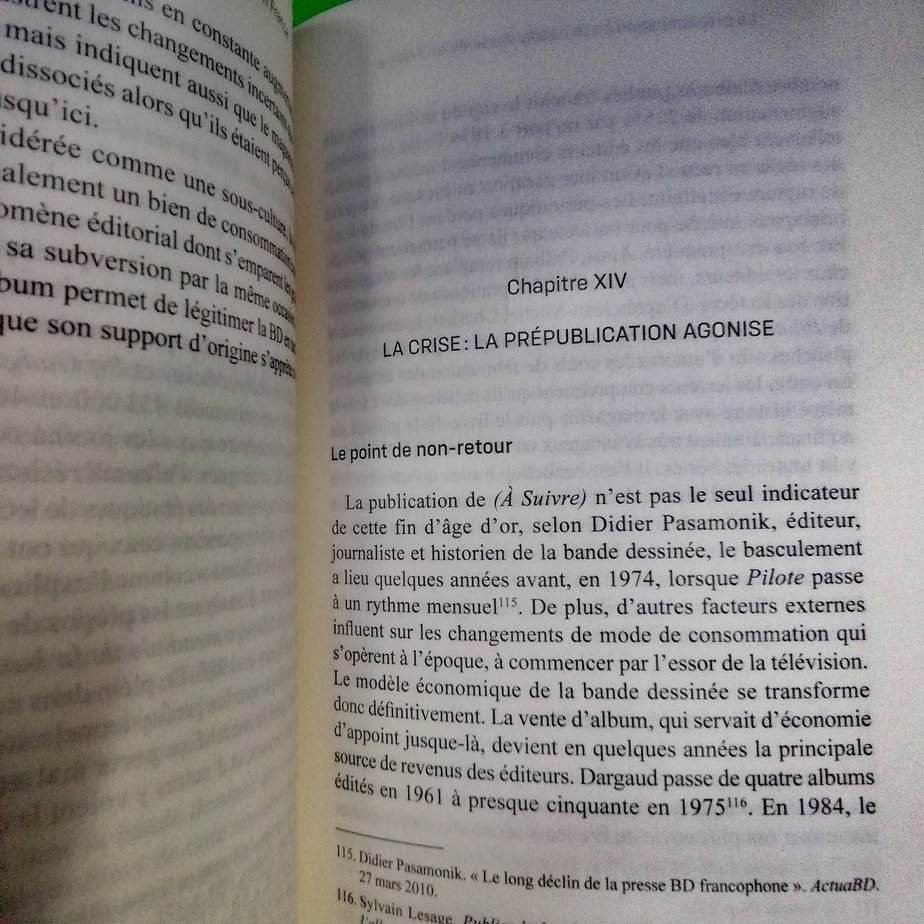 en constante
les changements incertains
mais indiquent aussi que le
dissociés alors qu'ils étaient
comme une sous-culture,
un bien de consommation
éditorial dont s'emparent les
sa subversion par la même
permet de légitimer la BD
que son support d'origine
Chapitre XIV
LA CRISE : LA PRÉPUBLICATION AGONISE
Le point de non-retour
La publication de (À Suivre) n'est pas le seul indicateur
de cette fin d'âge d'or, selon Didier Pasamonik, éditeur,
journaliste et historien de la bande dessinée, le basculement
a lieu quelques années avant, en 1974, lorsque Pilote passe
à un rythme mensuel115. De plus, d'autres facteurs externes
influent sur les changements de mode de consommation qui
s'opèrent à l'époque, à commencer par l'essor de la télévision.
Le modèle économique de la bande dessinée se transforme
donc définitivement. La vente d'album, qui servait d'économie
d'appoint jusque-là, devient en quelques années la principale
source de revenus des éditeurs. Dargaud passe de quatre albums
édités en 1961 à presque cinquante en 1975116. En 1984, le
115. Didier Pasamonik. « Le long déclin de la presse BD francophone ». ActuaBD.
27 mars 2010.
116. Sylvain Lesage.